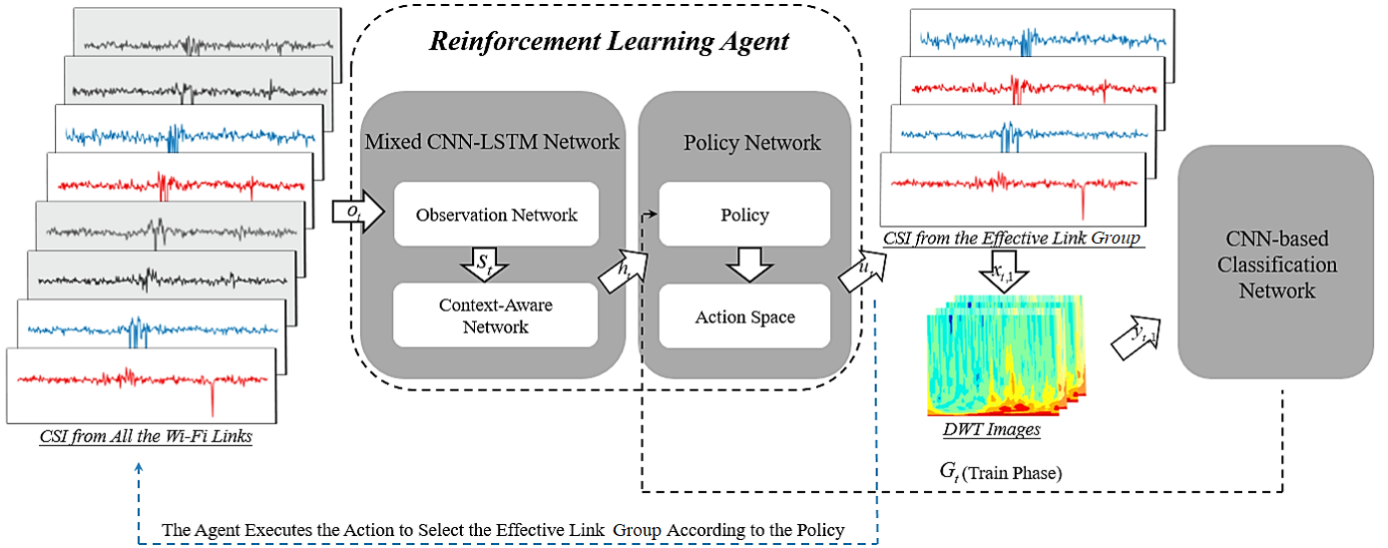 Reinforcement Learning Agent
Mixed CNN-LSTM Network
Policy Network
o_t
Observation Network
Policy
S_t
h_t
u_t
Context-Aware
Network
Action Space
CSI from All the Wi-Fi Links
CSI from the Effective Link Group
x_{t,1}
y_{t,1}
DWT Images
CNN-based
Classification
Network
G_t (Train Phase)
The Agent Executes the Action to Select the Effective Link Group According to the Policy